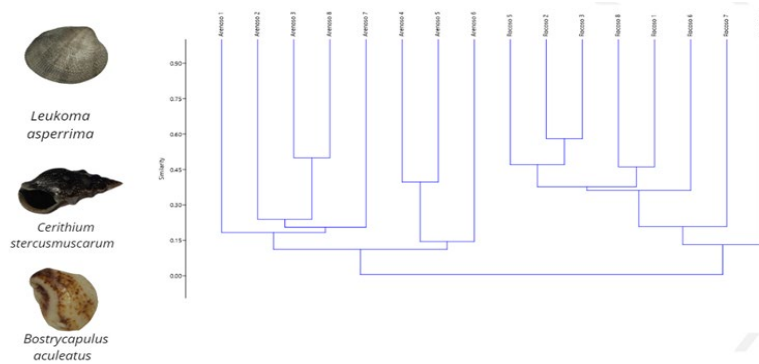 Leukoma
asperrima
Cerithium
stercusmuscarum
Bostrycapulus
aculeatus
Arenoso 1
Arenoso 2
Arenoso 3
Arenoso 8
Arenoso 7
Arenoso 4
Arenoso 5
Arenoso 6
Rocoso 5
Rocoso 2
Rocoso 3
Rocoso 8
Rocoso 1
Rocoso 6
Rocoso 7
Similarity
0.90
0.75
0.60
0.45
0.30
0.15
0.00